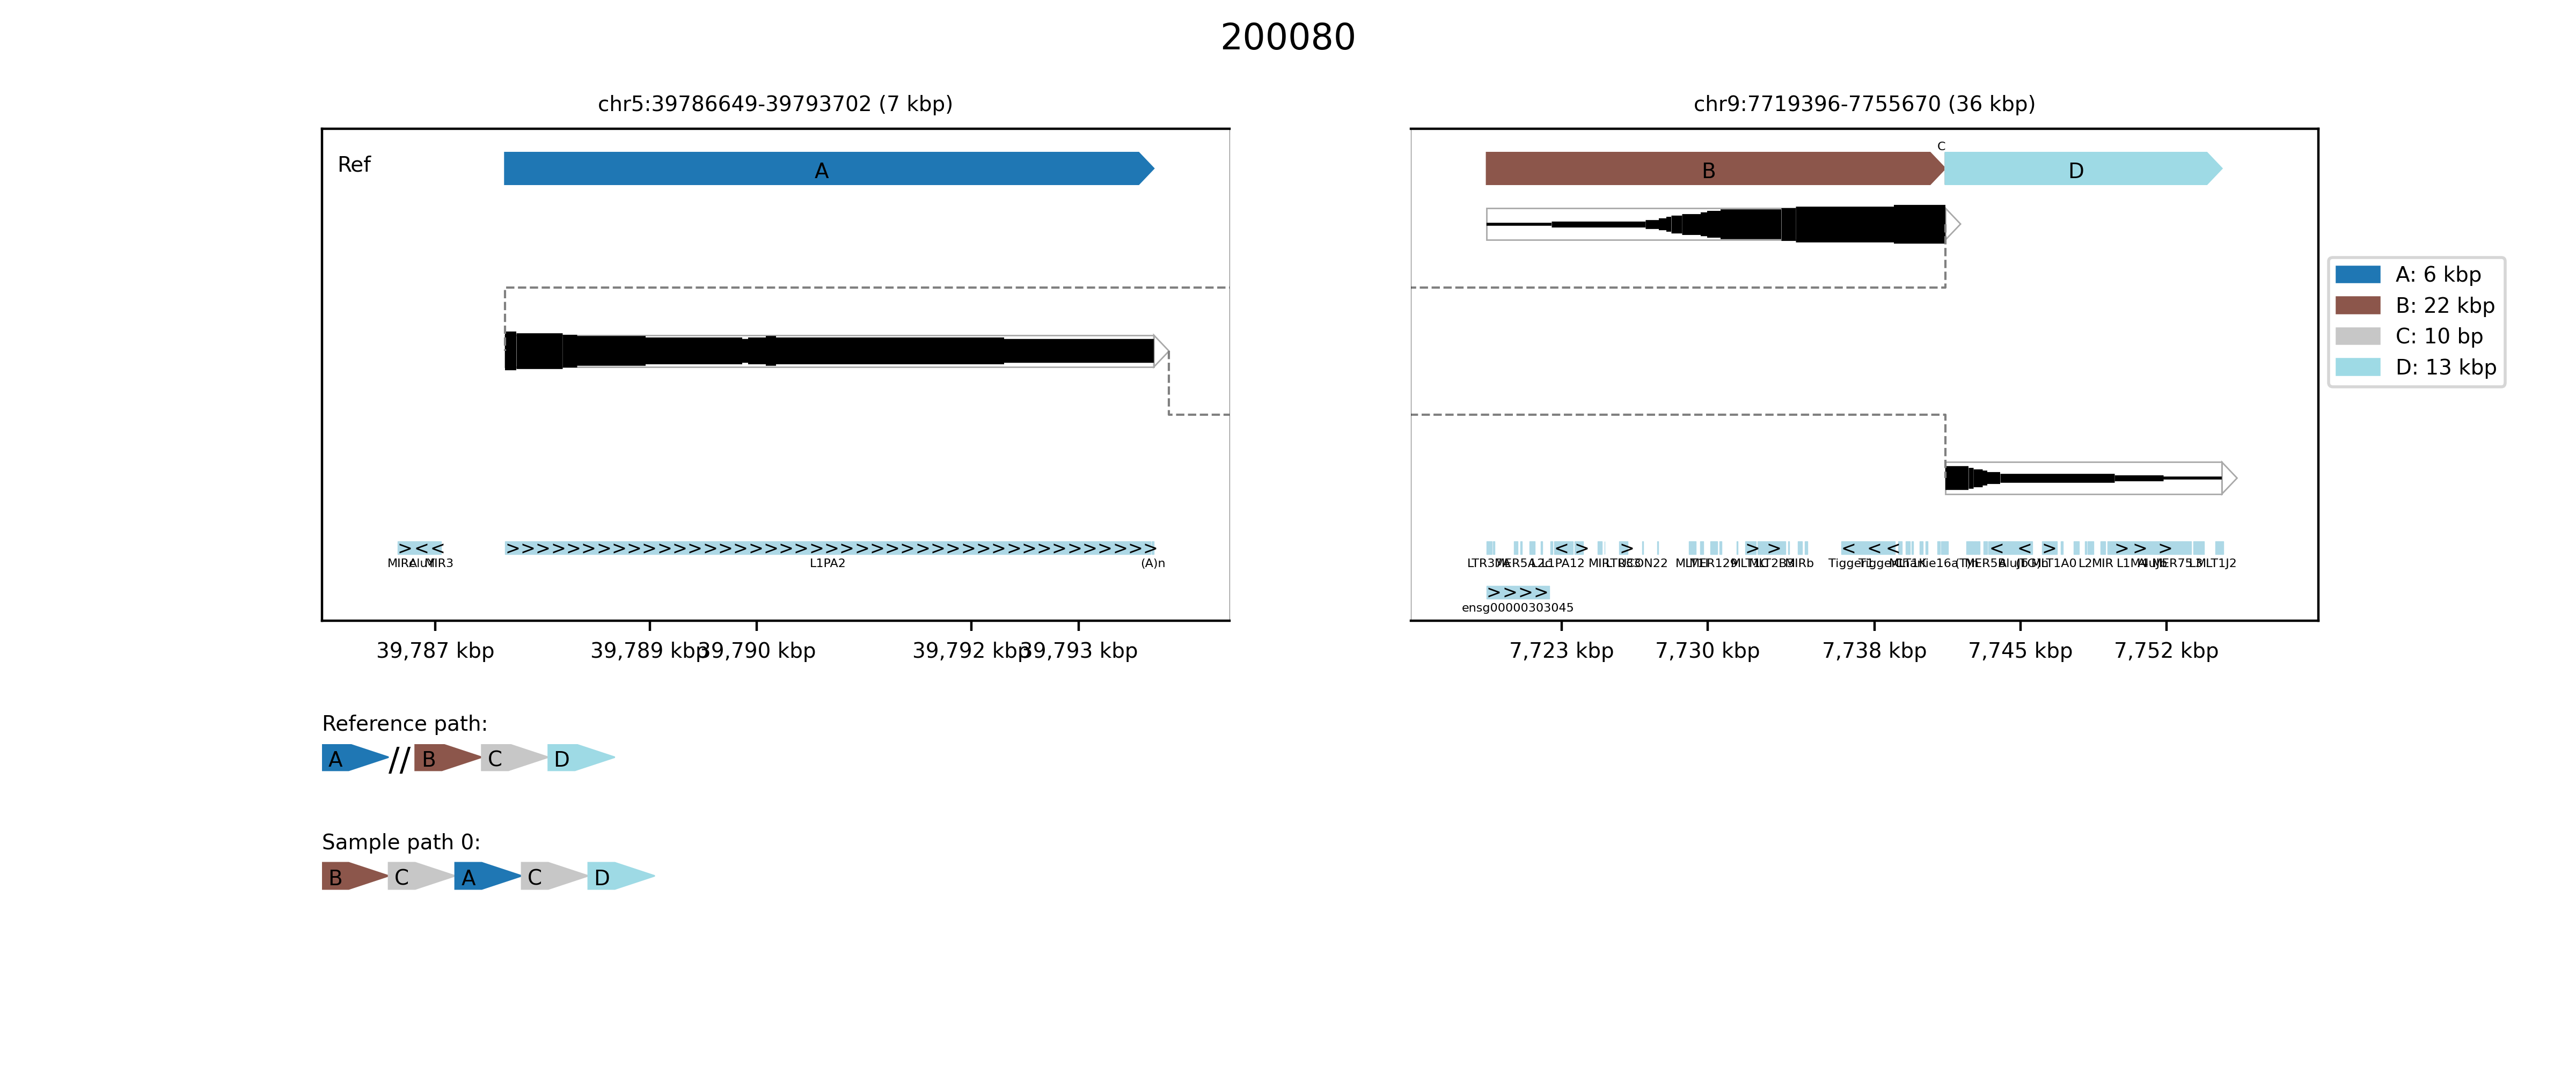 200080
chr5:39786649-39793702 (7 kbp)
chr9:7719396-7755670 (36 kbp)
Ref
A
B
C
D
A: 6 kbp
B: 22 kbp
C: 10 bp
D: 13 kbp
L1PA2
(A)n
L2
MIR
ensg00000303045
39,787 kbp
39,789 kbp
39,790 kbp
39,792 kbp
39,793 kbp
7,723 kbp
7,730 kbp
7,738 kbp
7,745 kbp
7,752 kbp
Reference path:
A // B C D
Sample path 0:
B C A C D